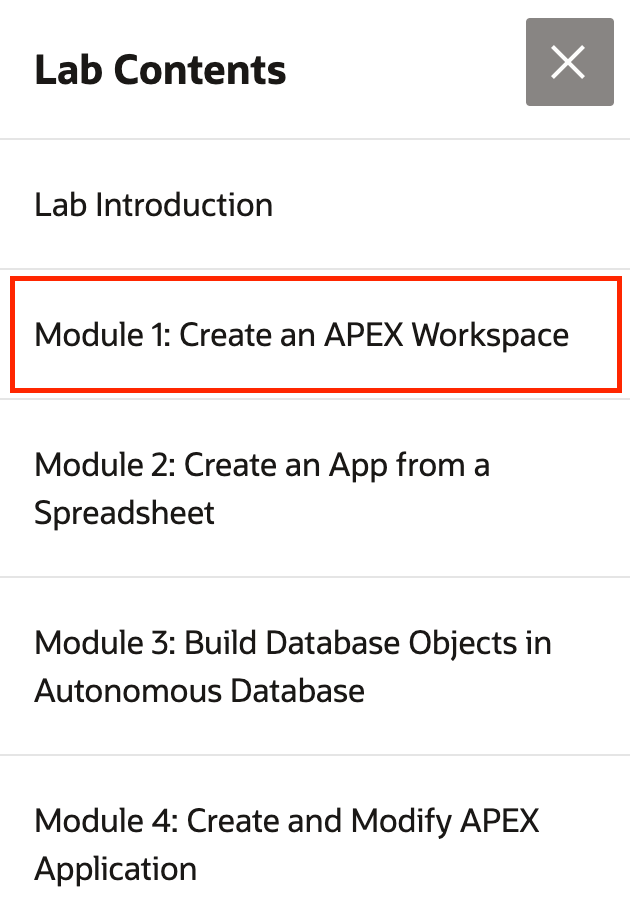 Lab Contents
Lab Introduction
Module 1: Create an APEX Workspace
Module 2: Create an App from a
Spreadsheet
Module 3: Build Database Objects in
Autonomous Database
Module 4: Create and Modify APEX
Application